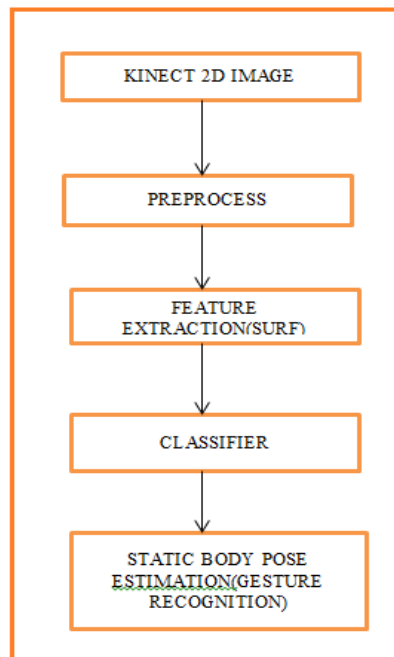 KINECT 2D IMAGE
PREPROCESS
FEATURE
EXTRACTION(SURF)
CLASSIFIER
STATIC BODY POSE
ESTIMATION(GESTURE
RECOGNITION)